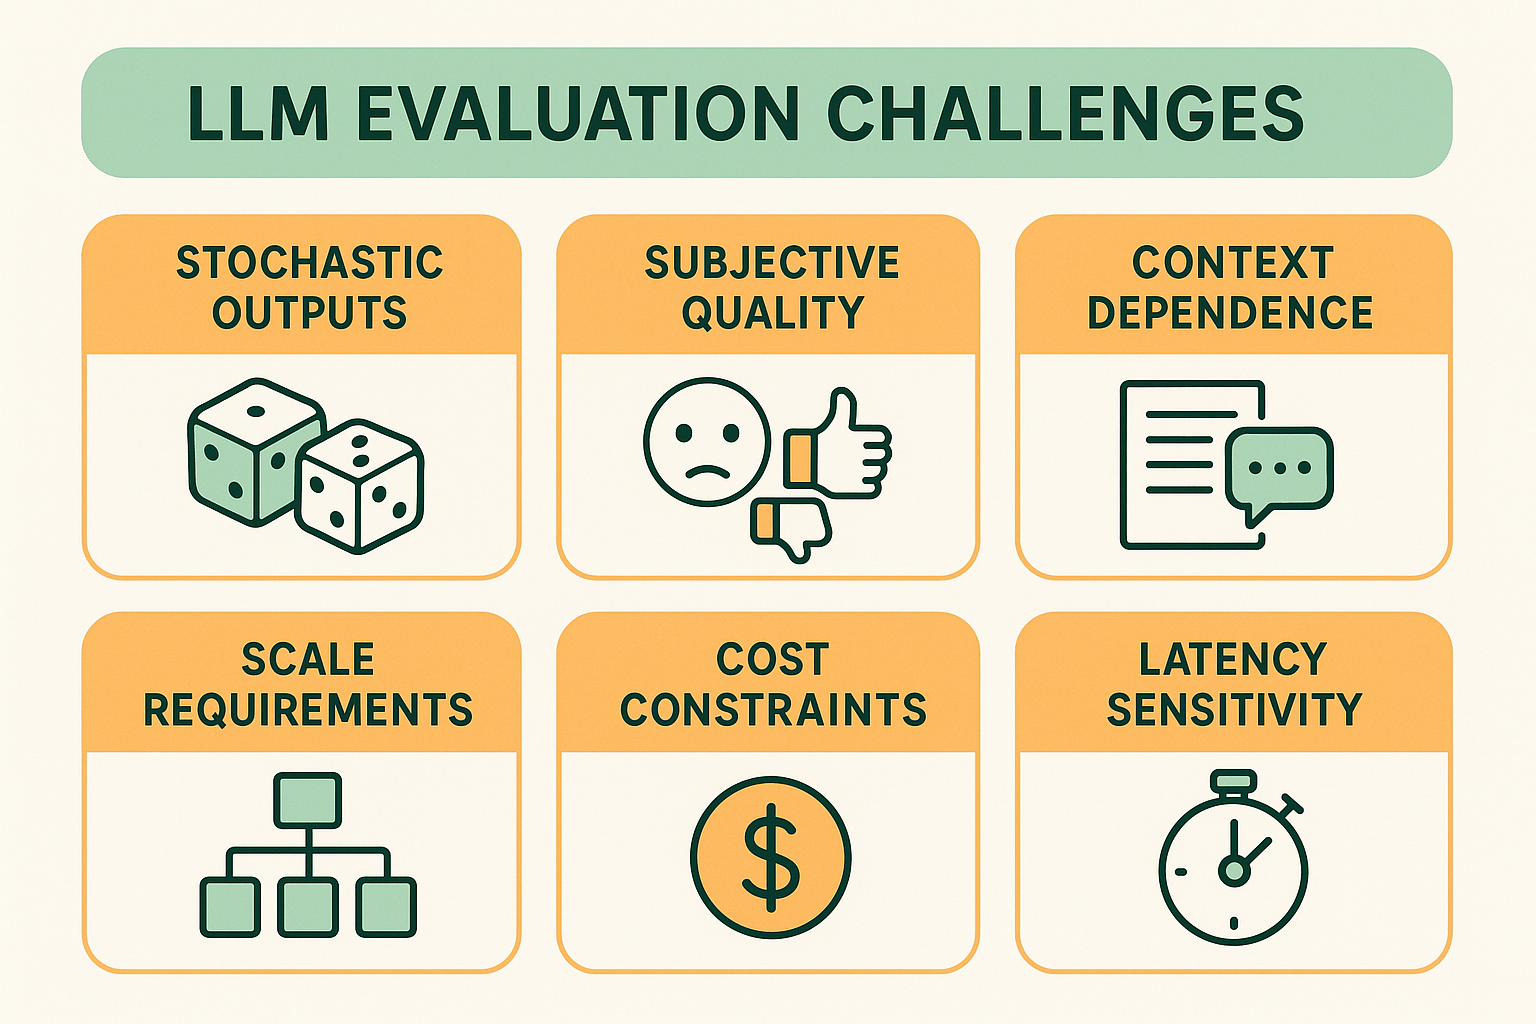 LLM EVALUATION CHALLENGES
STOCHASTIC
OUTPUTS
SUBJECTIVE
QUALITY
CONTEXT
DEPENDENCE
SCALE
REQUIREMENTS
COST
CONSTRAINTS
$
LATENCY
SENSITIVITY